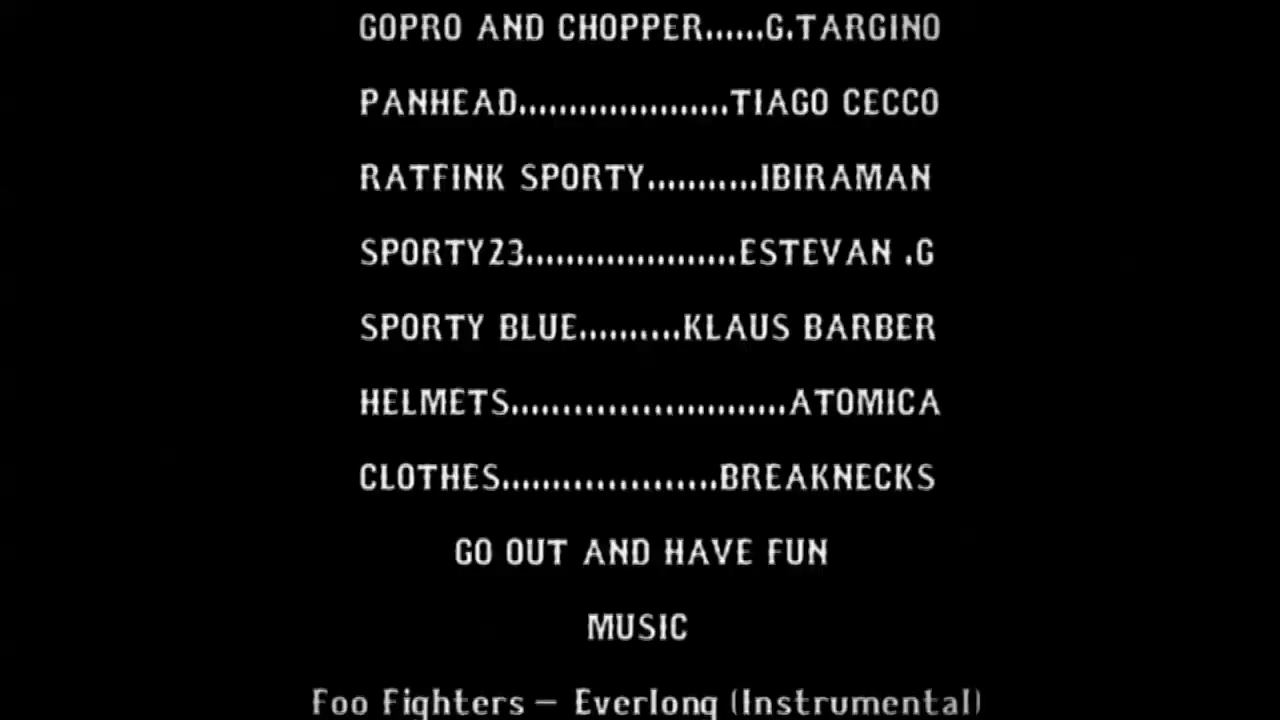 GOPRO AND CHOPPER......G.TARGINO
PANHEAD.....................TIAGO CECCO
RATFINK SPORTY...........IBIRAMAN
SPORTY23.....................ESTEVAN .G
SPORTY BLUE..........KLAUS BARBER
HELMETS...........................ATOMICA
CLOTHES.....................BREAKNECKS
GO OUT AND HAVE FUN
MUSIC
Foo Fighters - Everlong (Instrumental)